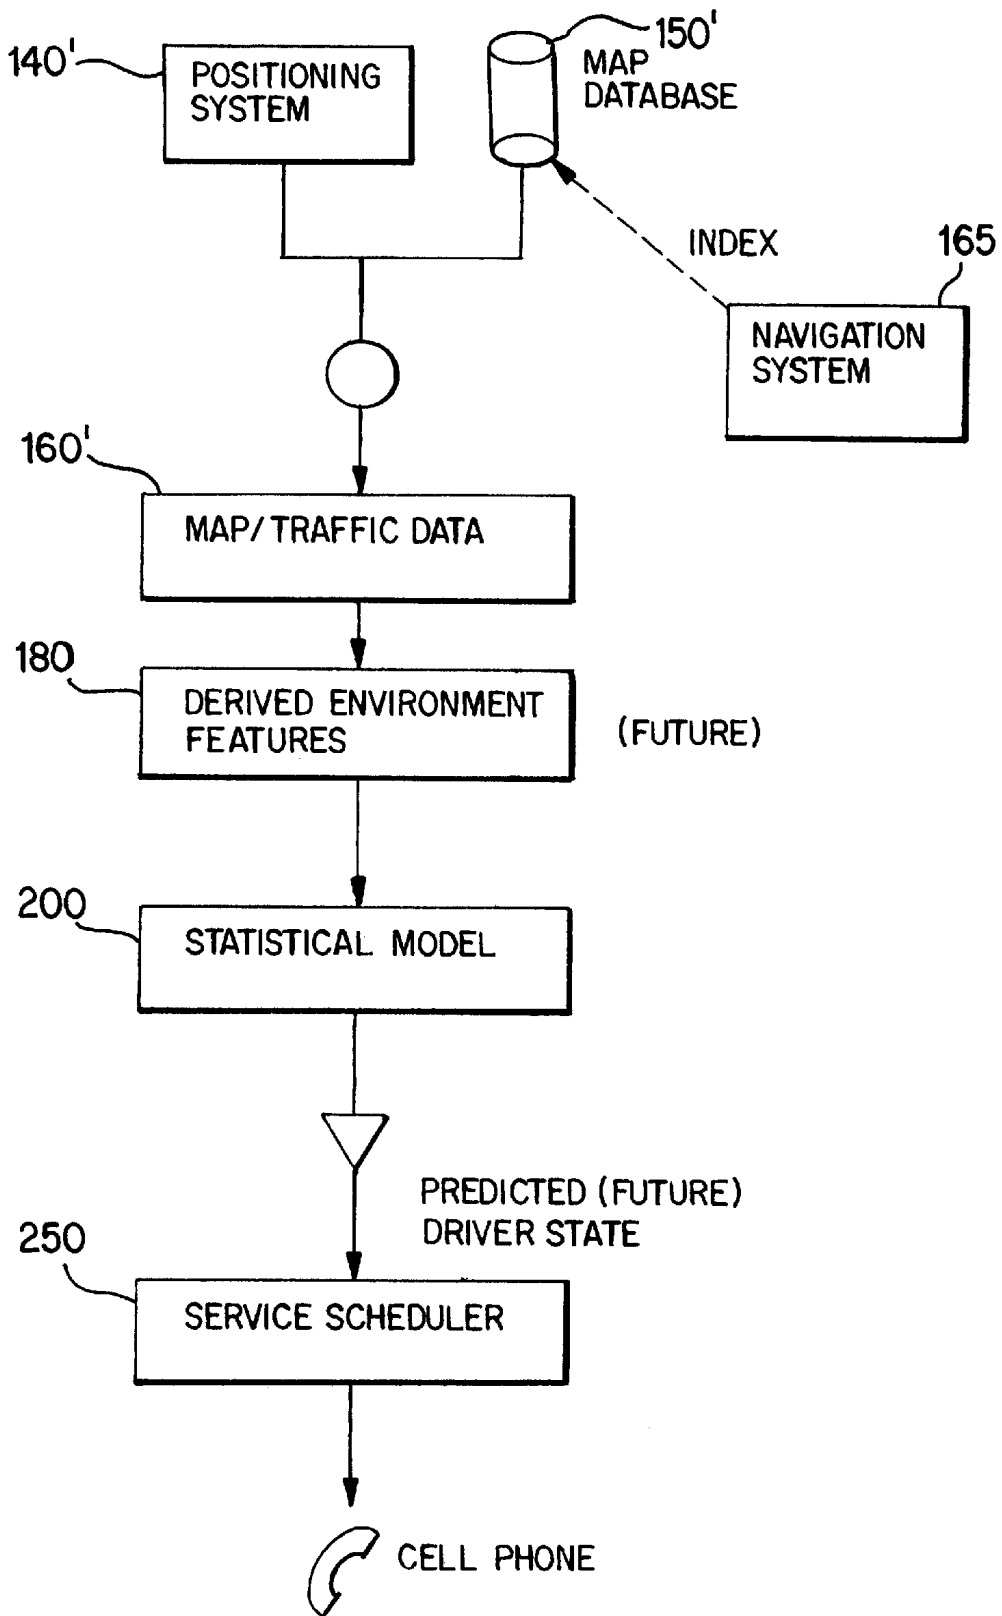 140'
POSITIONING
SYSTEM
150'
MAP
DATABASE
INDEX
165
NAVIGATION
SYSTEM
160'
MAP/TRAFFIC DATA
180
DERIVED ENVIRONMENT
FEATURES
(FUTURE)
200
STATISTICAL MODEL
PREDICTED (FUTURE)
DRIVER STATE
250
SERVICE SCHEDULER
CELL PHONE